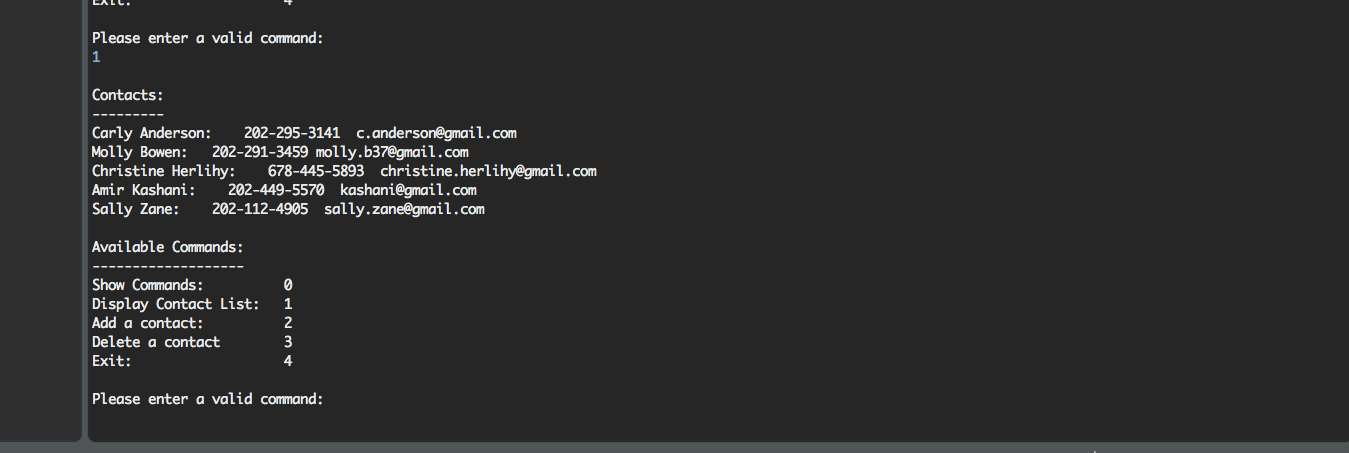 Exit:                   4
Please enter a valid command:
1
Contacts:
---------
Carly Anderson:    202-295-3141  c.anderson@gmail.com
Molly Bowen:   202-291-3459 molly.b37@gmail.com
Christine Herlihy:    678-445-5893  christine.herlihy@gmail.com
Amir Kashani:    202-449-5570  kashani@gmail.com
Sally Zane:    202-112-4905  sally.zane@gmail.com
Available Commands:
-------------------
Show Commands:          0
Display Contact List:   1
Add a contact:          2
Delete a contact        3
Exit:                   4
Please enter a valid command: